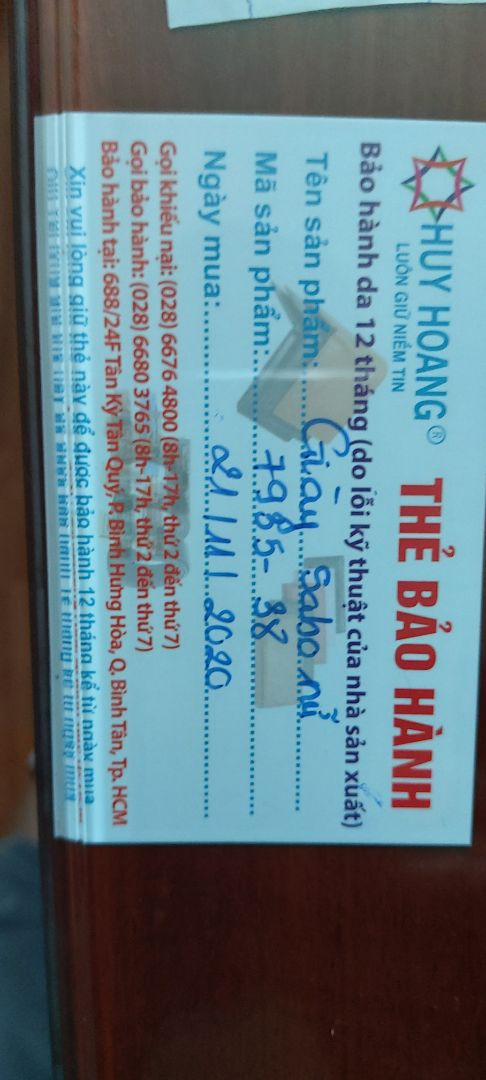 HUY HOANG®
LUÔN GIỮ NIỀM TIN
THẺ BẢO HÀNH
Bảo hành da 12 tháng (do lỗi kỹ thuật của nhà sản xuất)
Tên sản phẩm: Giày sabo nữ
Mã sản phẩm: 7985-38
Ngày mua: 21/11/2020
Gọi khiếu nại: (028) 6676 4800 (8h-17h, thứ 2 đến thứ 7)
Gọi bảo hành: (028) 6680 3765 (8h-17h, thứ 2 đến thứ 7)
Bảo hành tại: 688/24F Tân Kỳ Tân Quý, P. Bình Hưng Hòa, Q. Bình Tân, Tp. HCM
Xin vui lòng giữ thẻ này để được bảo hành 12 tháng kể từ ngày mua